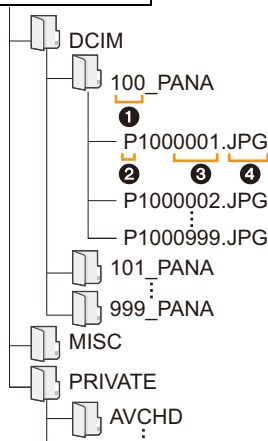 DCIM
100_PANA
❶
P1000001.JPG
❷ ❸ ❹
P1000002.JPG
P1000999.JPG
101_PANA
999_PANA
MISC
PRIVATE
AVCHD